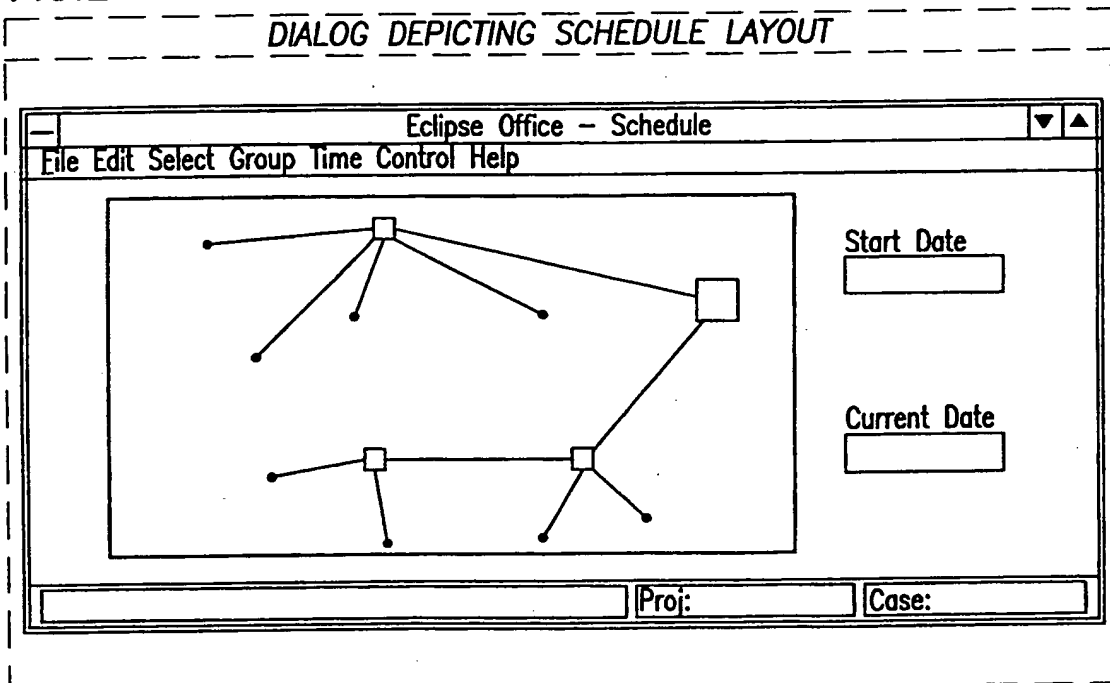 DIALOG DEPICTING SCHEDULE LAYOUT
Eclipse Office – Schedule
File Edit Select Group Time Control Help
Start Date
Current Date
Proj:
Case: